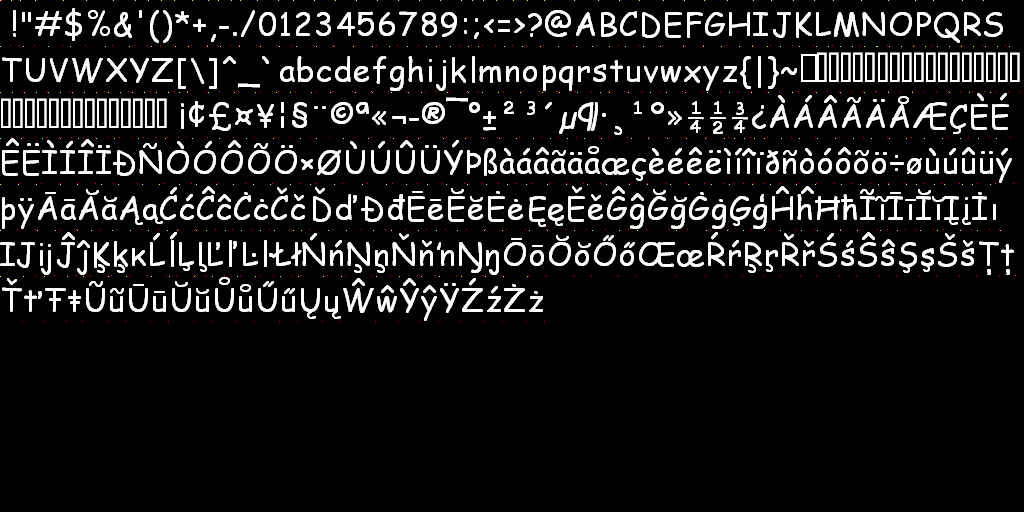 !"#$%&'()*+,-./0123456789:;<=>?@ABCDEFGHIJKLMNOPQRS
TUVWXYZ[\]^_`abcdefghijklmnopqrstuvwxyz{|}~
¡¢£¤¥¦§¨©ª«¬-®¯°±²³´µ¶·¸¹º»¼½¾¿ÀÁÂÃÄÅÆÇÈÉ
ÊËÌÍÎÏÐÑÒÓÔÕÖ×ØÙÚÛÜÝÞßàáâãäåæçèéêëìíîïðñòóôõö÷øùúûüý
þÿĀāĂăĄąĆćĈĉĊċČčĎďĐđĒēĔĕĖėĘęĚěĜĝĞğĠġĢģĤĥĦħĨĩĪīĬĭĮįİı
IJijĴĵĶķĸĹĺĻļĽľĿŀŁłŃńŅņŇňŉŊŋŌōŎŏŐőŒœŔŕŖŗŘřŚśŜŝŞşŠšŢţ
ŤťŦŧŨũŪūŬŭŮůŰűŲųŴŵŶŷŸŹźŻż